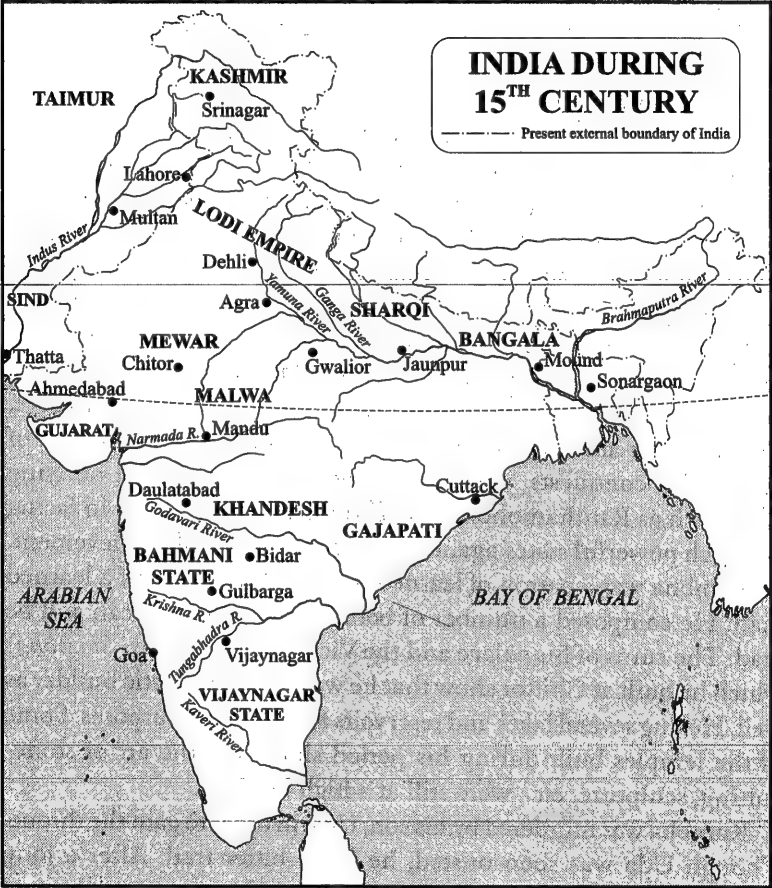 INDIA DURING
15TH CENTURY
Present external boundary of India
KASHMIR
TAIMUR
Srinagar
Lahore
Multan
LODI EMPIRE
Indus River
Dehli
SIND
Agra
Yamuna River
Ganga River
SHARQI
Brahmaputra River
MEWAR
BANGALA
Thatta
Chitor
Gwalior
Jaunpur
Mound
Sonargaon
Ahmedabad
MALWA
GUJARAT
Narmada R.
Mandu
Daulatabad
KHANDESH
Cuttack
Godavari River
GAJAPATI
BAHMANI
STATE
Bidar
Gulbarga
ARABIAN
SEA
BAY OF BENGAL
Krishna R.
Tungabhadra R.
Goa
Vijaynagar
VIJAYNAGAR
STATE
Kaveri River